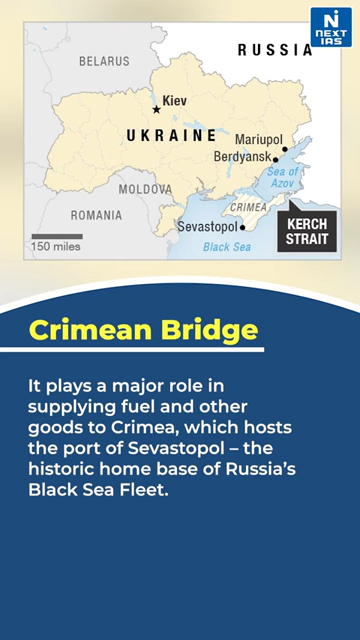 N
NEXT
IAS
RUSSIA
BELARUS
Kiev
UKRAINE
Mariupol
Berdyansk
Sea of
Azov
MOLDOVA
CRIMEA
ROMANIA
KERCH
STRAIT
Sevastopol
150 miles
Black Sea
Crimean Bridge
It plays a major role in
supplying fuel and other
goods to Crimea, which hosts
the port of Sevastopol – the
historic home base of Russia's
Black Sea Fleet.